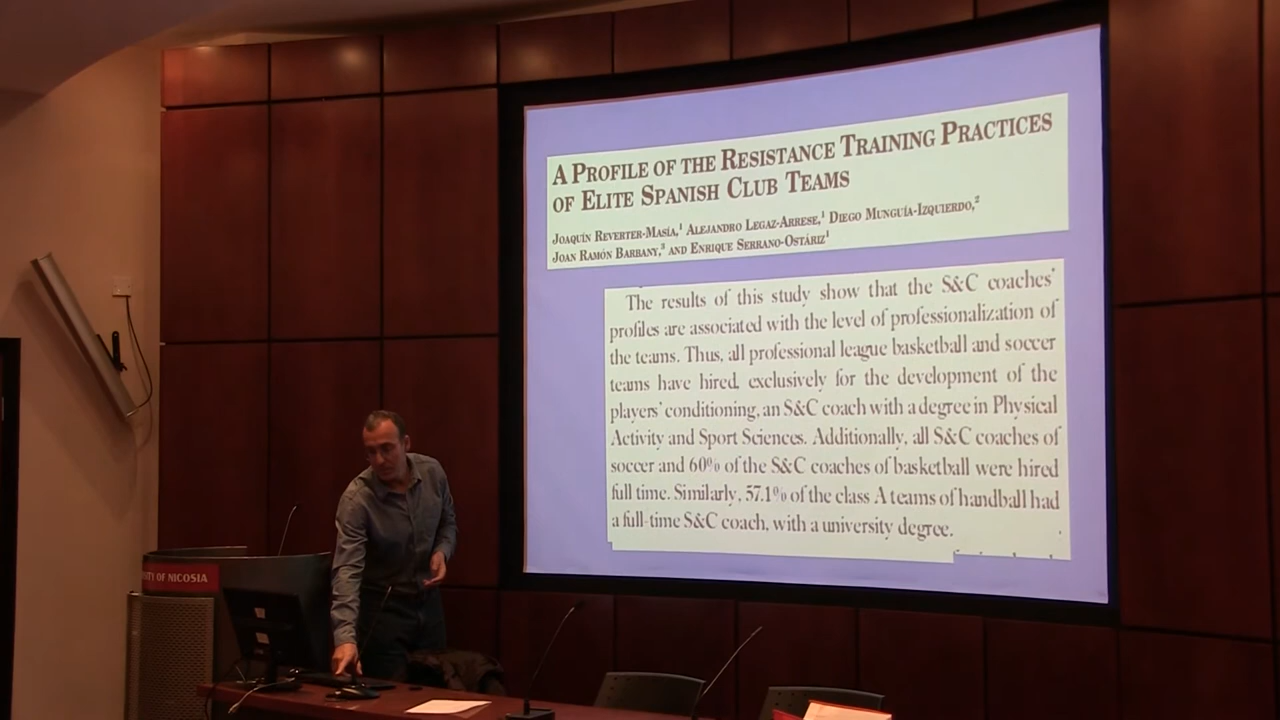 A PROFILE OF THE RESISTANCE TRAINING PRACTICES
OF ELITE SPANISH CLUB TEAMS
JOAQUÍN REVERTER-MASÍA,¹ ALEJANDRO LEGAZ-ARRESE,¹ DIEGO MUNGUÍA-IZQUIERDO,²
JOAN RAMÓN BARBANY,³ AND ENRIQUE SERRANO-OSTÁRIZ¹
The results of this study show that the S&C coaches'
profiles are associated with the level of professionalization of
the teams. Thus, all professional league basketball and soccer
teams have hired, exclusively for the development of the
players' conditioning, an S&C coach with a degree in Physical
Activity and Sport Sciences. Additionally, all S&C coaches of
soccer and 60% of the S&C coaches of basketball were hired
full time. Similarly, 57.1% of the class A teams of handball had
a full-time S&C coach, with a university degree.
OF NICOSIA